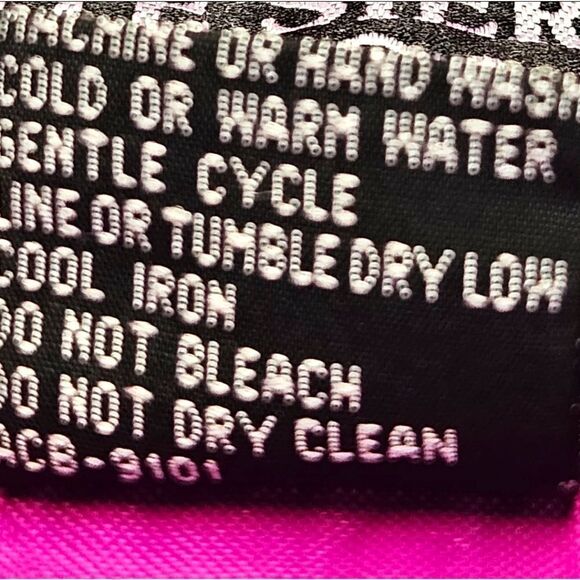 MACHINE OR HAND WASH
COLD OR WARM WATER
GENTLE CYCLE
LINE OR TUMBLE DRY LOW
COOL IRON
DO NOT BLEACH
DO NOT DRY CLEAN
ACB-9101